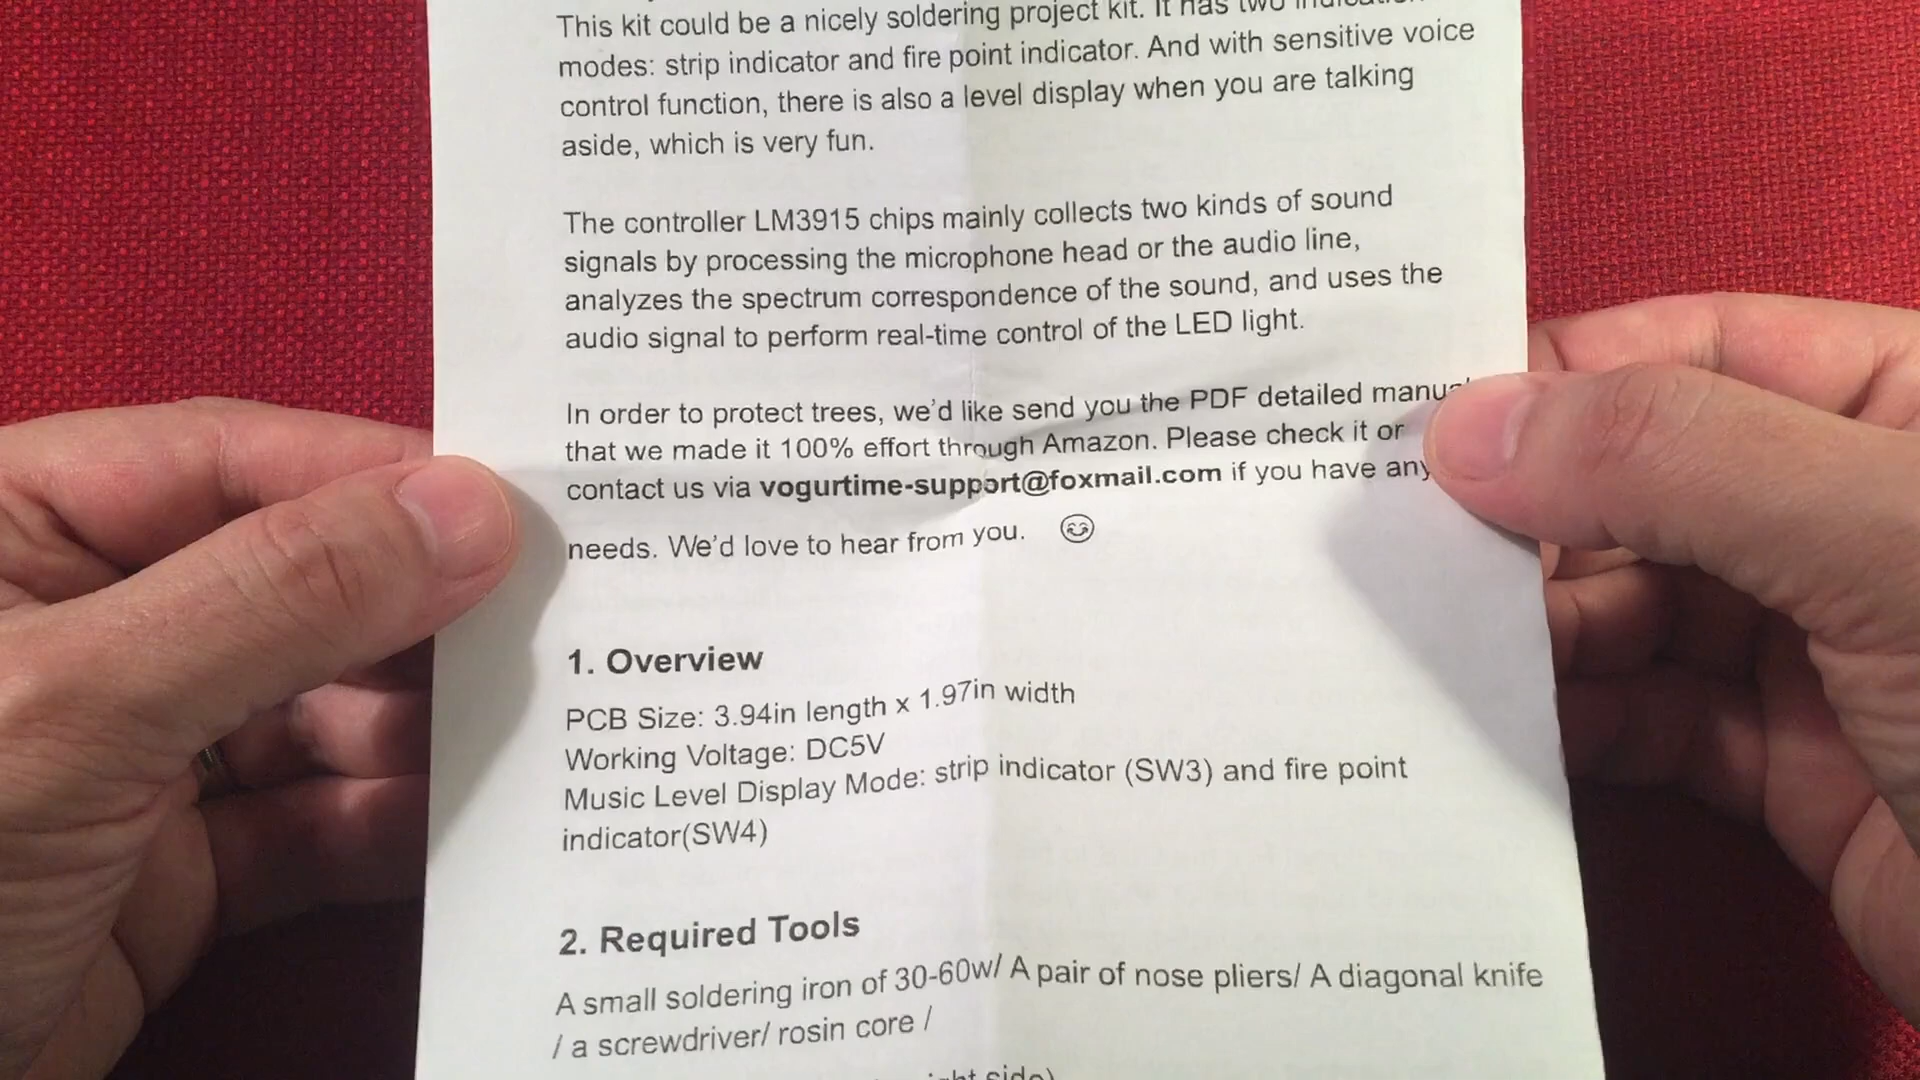 This kit could be a nicely soldering project kit. It has two
modes: strip indicator and fire point indicator. And with sensitive voice
control function, there is also a level display when you are talking
aside, which is very fun.
The controller LM3915 chips mainly collects two kinds of sound
signals by processing the microphone head or the audio line,
analyzes the spectrum correspondence of the sound, and uses the
audio signal to perform real-time control of the LED light.
In order to protect trees, we'd like send you the PDF detailed manual
that we made it 100% effort through Amazon. Please check it or
contact us via vogurtime-support@foxmail.com if you have any
needs. We'd love to hear from you. 😊
1. Overview
PCB Size: 3.94in length x 1.97in width
Working Voltage: DC5V
Music Level Display Mode: strip indicator (SW3) and fire point
indicator(SW4)
2. Required Tools
A small soldering iron of 30-60w/ A pair of nose pliers/ A diagonal knife
/ a screwdriver/ rosin core /
side)